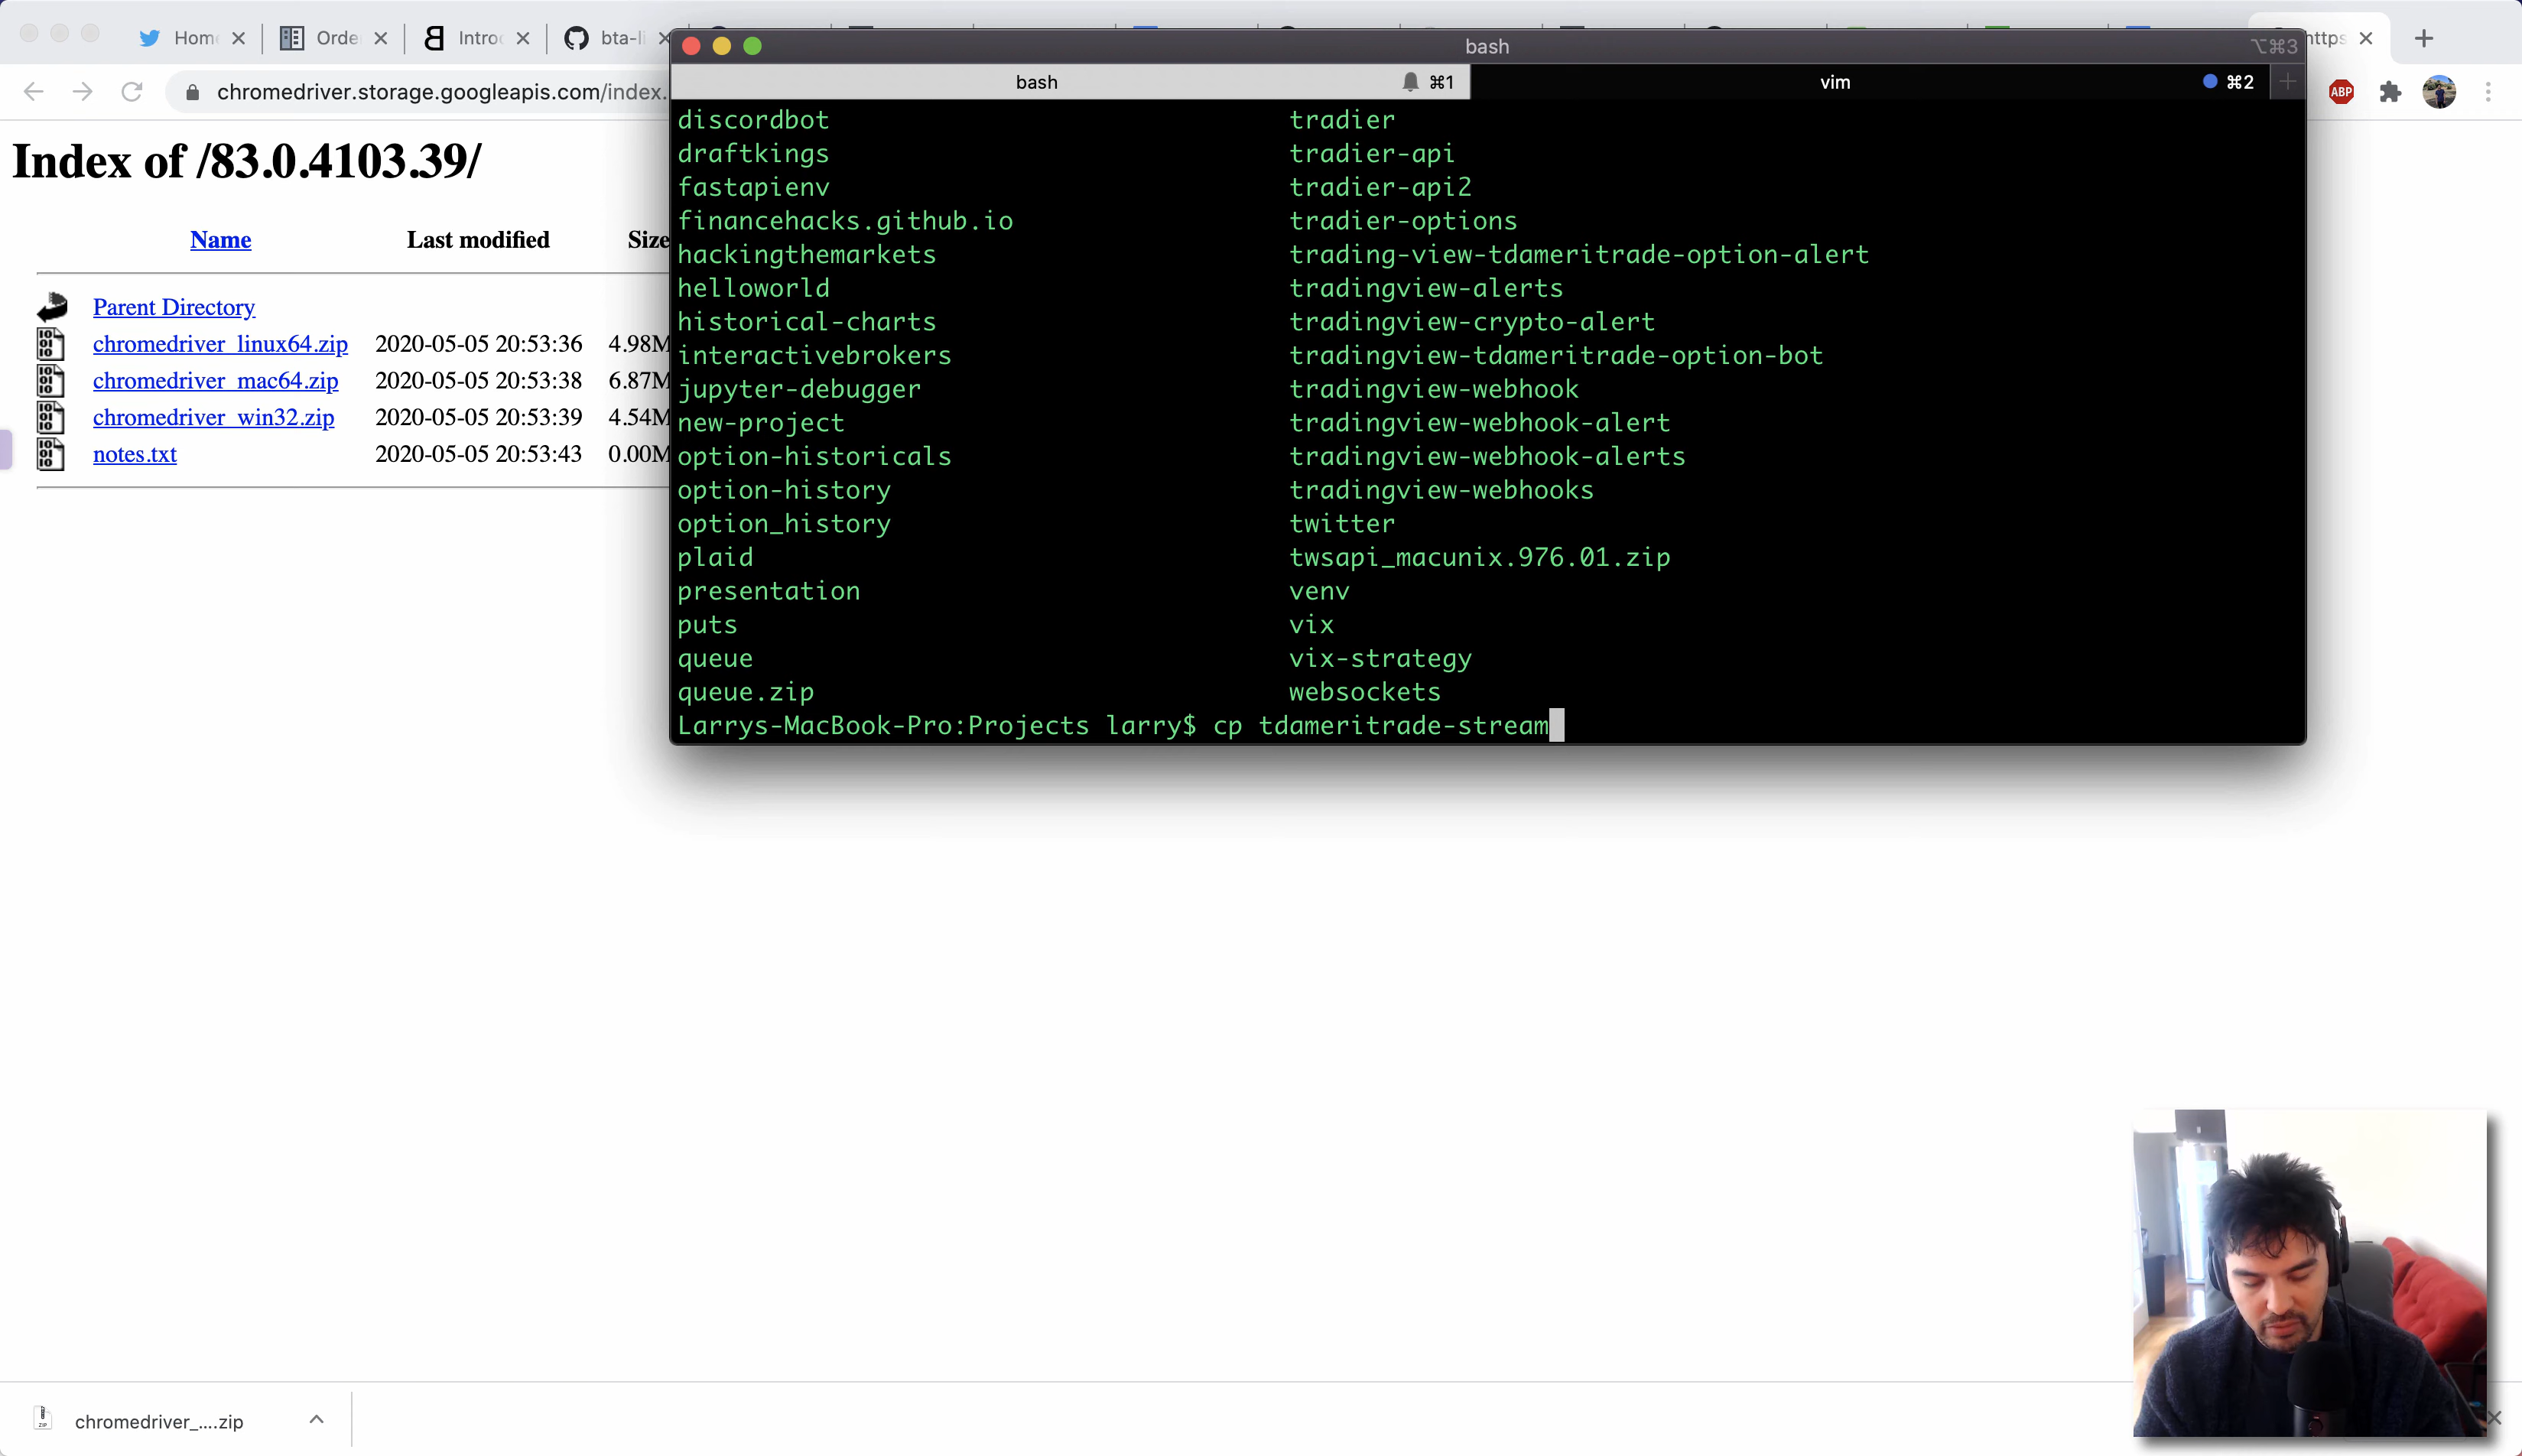 Home
Orde
Introd
bta-li
https
chromedriver.storage.googleapis.com/index.
ABP
Index of /83.0.4103.39/
Name Last modified Size
Parent Directory
chromedriver_linux64.zip 2020-05-05 20:53:36 4.98M
chromedriver_mac64.zip 2020-05-05 20:53:38 6.87M
chromedriver_win32.zip 2020-05-05 20:53:39 4.54M
notes.txt 2020-05-05 20:53:43 0.00M
bash ⌥⌘3
bash ⌘1 vim ⌘2
discordbot tradier
draftkings tradier-api
fastapienv tradier-api2
financehacks.github.io tradier-options
hackingthemarkets trading-view-tdameritrade-option-alert
helloworld tradingview-alerts
historical-charts tradingview-crypto-alert
interactivebrokers tradingview-tdameritrade-option-bot
jupyter-debugger tradingview-webhook
new-project tradingview-webhook-alert
option-historicals tradingview-webhook-alerts
option-history tradingview-webhooks
option_history twitter
plaid twsapi_macunix.976.01.zip
presentation venv
puts vix
queue vix-strategy
queue.zip websockets
Larrys-MacBook-Pro:Projects larry$ cp tdameritrade-stream
chromedriver_....zip